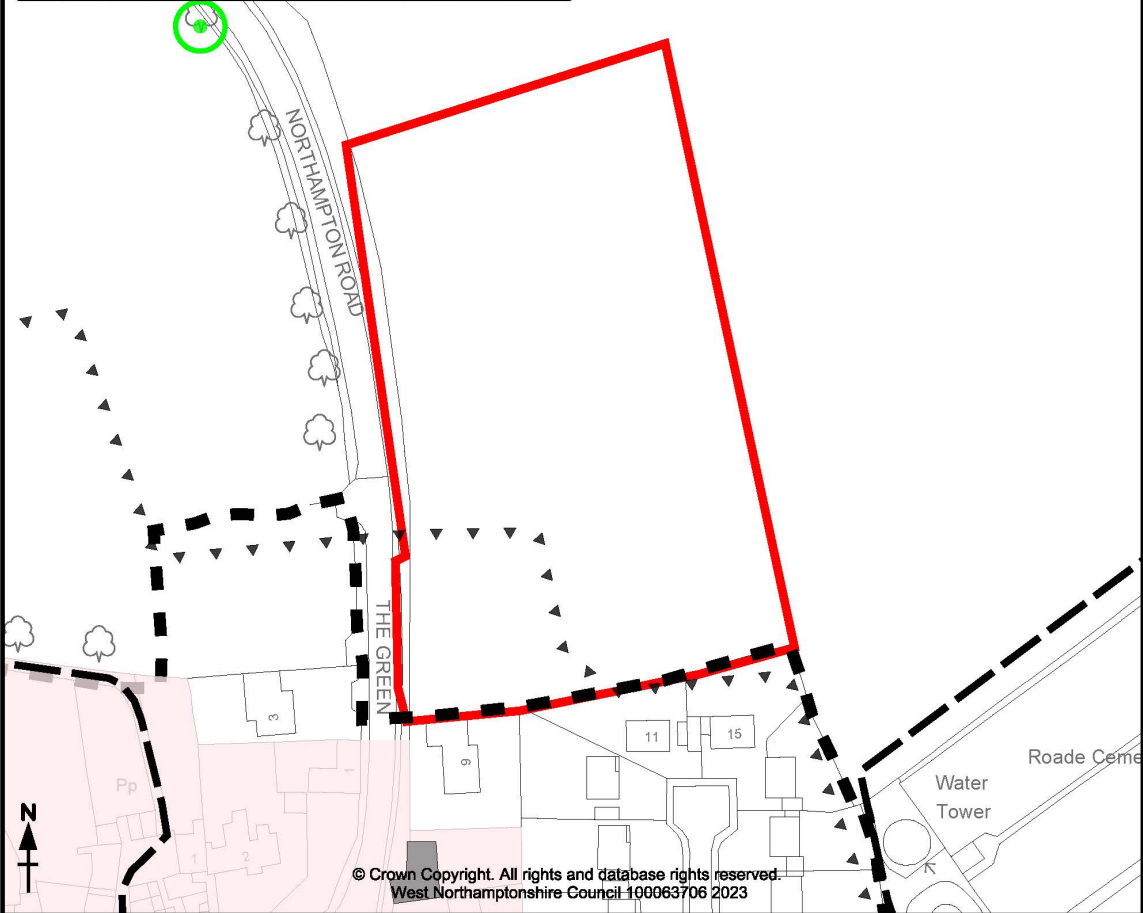 NORTHAMPTON ROAD
THE GREEN
3
9
11
15
Roade Ceme
Water
Tower
Pp
1
1
2
N
© Crown Copyright. All rights and database rights reserved.
West Northamptonshire Council 100063706 2023